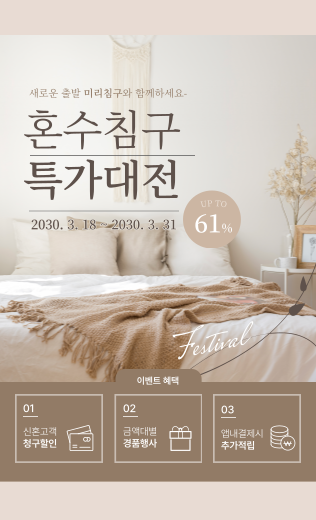 새로운 출발 미리침구와 함께하세요-
혼수침구
특가대전
2030. 3. 18 — 2030. 3. 31
UP TO
61%
Festival
이벤트 혜택
01
신혼고객
청구할인
02
금액대별
경품행사
03
앱내결제시
추가적립